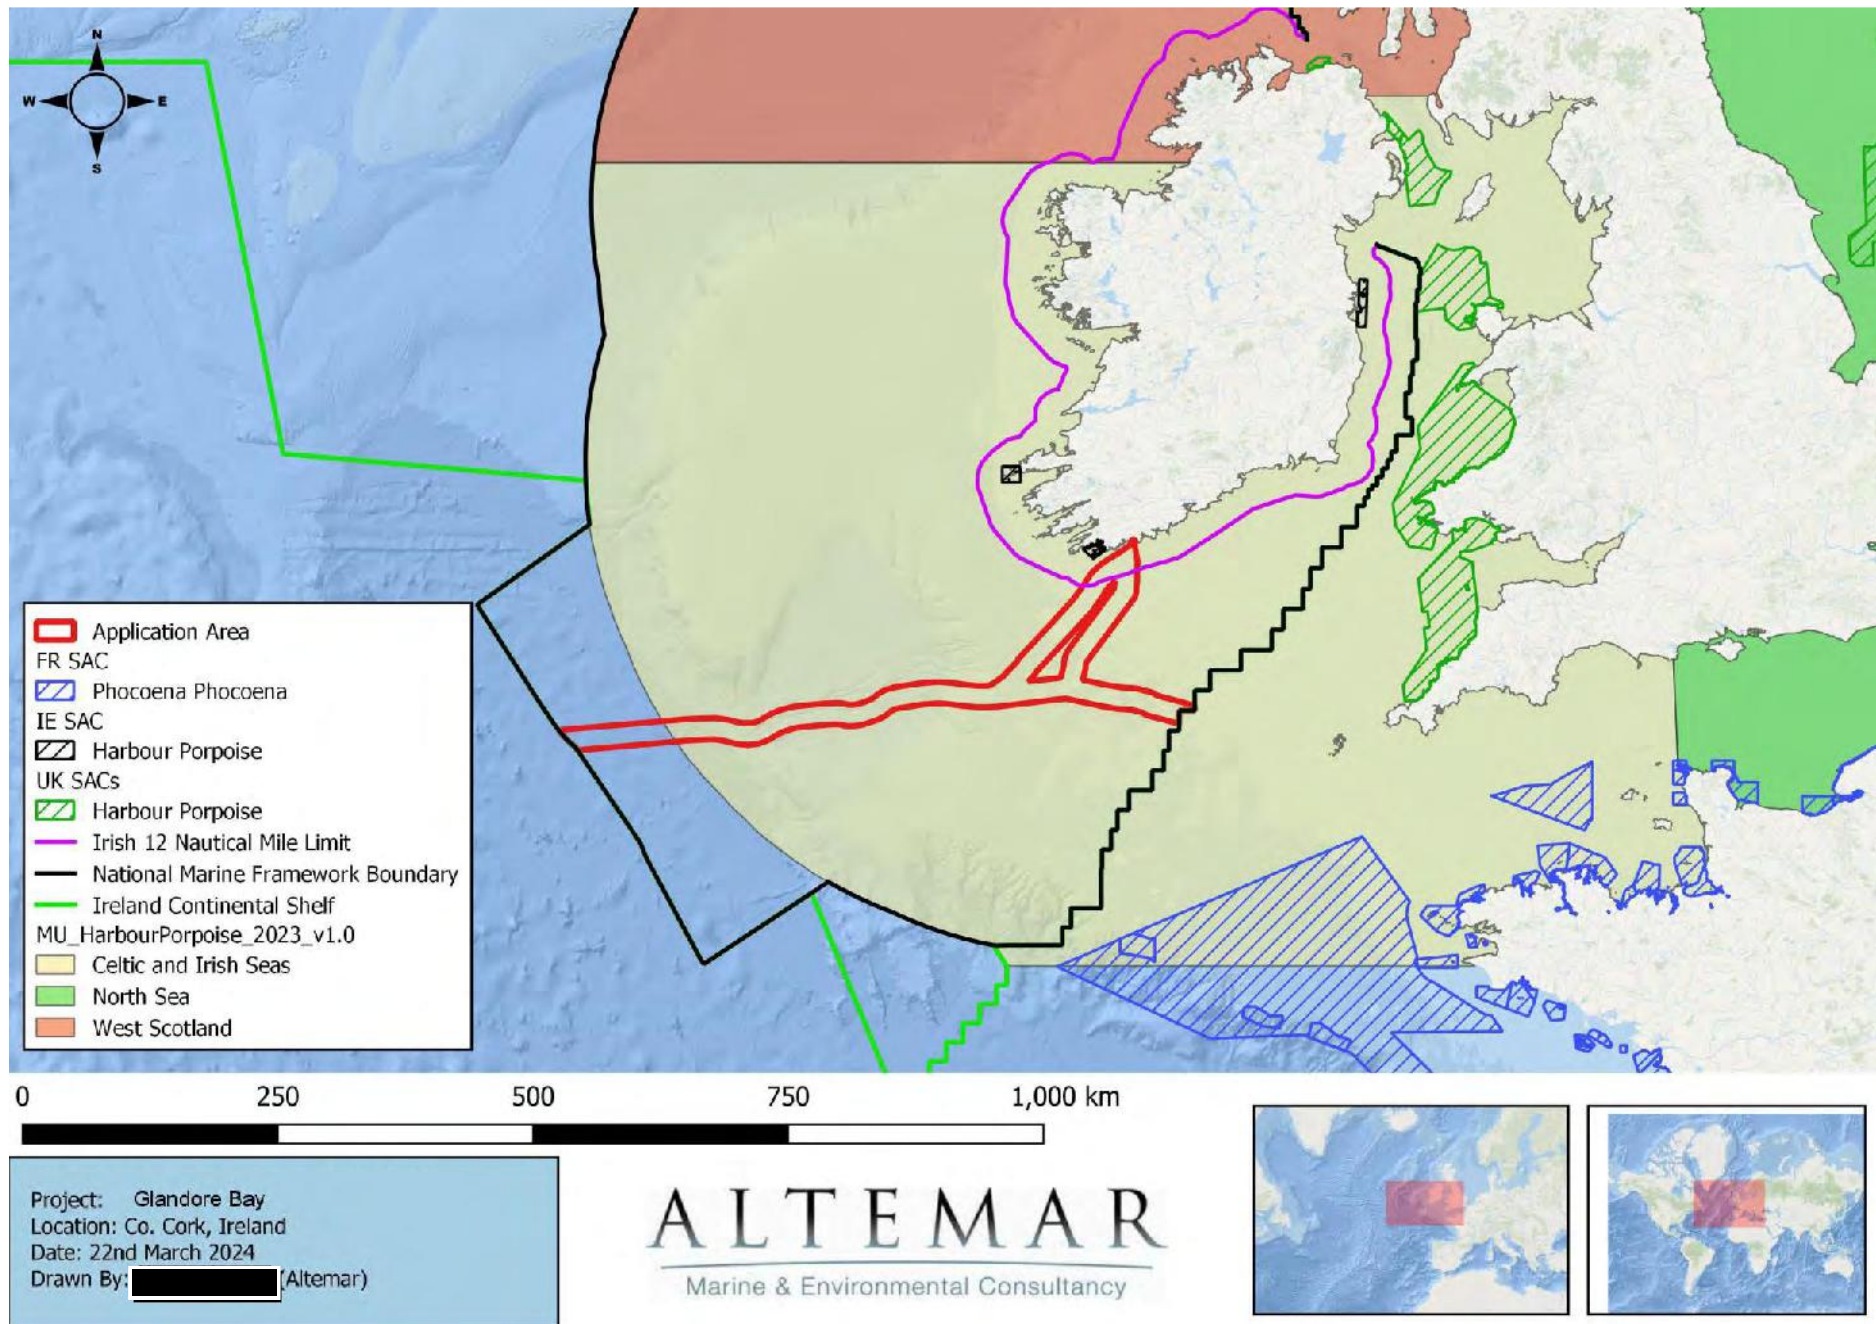 N
W
E
S
Application Area
FR SAC
Phocoena Phocoena
IE SAC
Harbour Porpoise
UK SACs
Harbour Porpoise
Irish 12 Nautical Mile Limit
National Marine Framework Boundary
Ireland Continental Shelf
MU_HarbourPorpoise_2023_v1.0
Celtic and Irish Seas
North Sea
West Scotland
0 250 500 750 1,000 km
Project: Glandore Bay
Location: Co. Cork, Ireland
Date: 22nd March 2024
Drawn By: (Altemar)
ALTEMAR
Marine & Environmental Consultancy